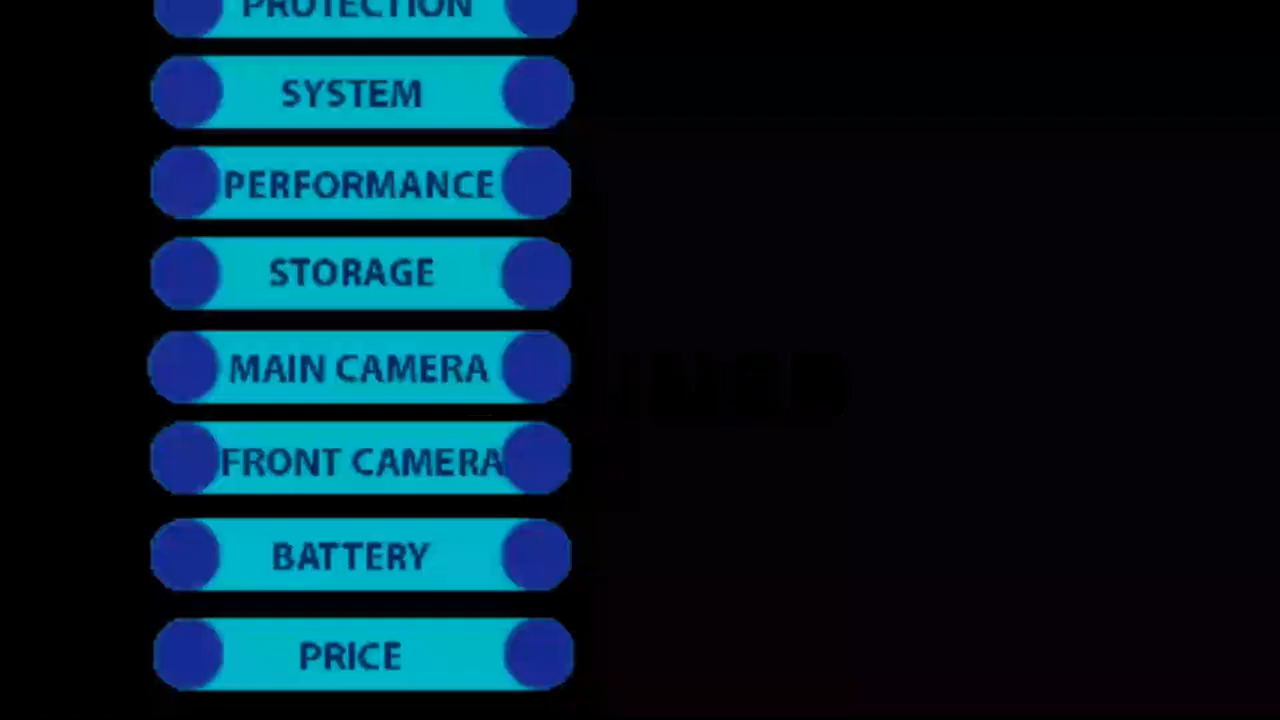 PROTECTION
SYSTEM
PERFORMANCE
STORAGE
MAIN CAMERA
FRONT CAMERA
BATTERY
PRICE